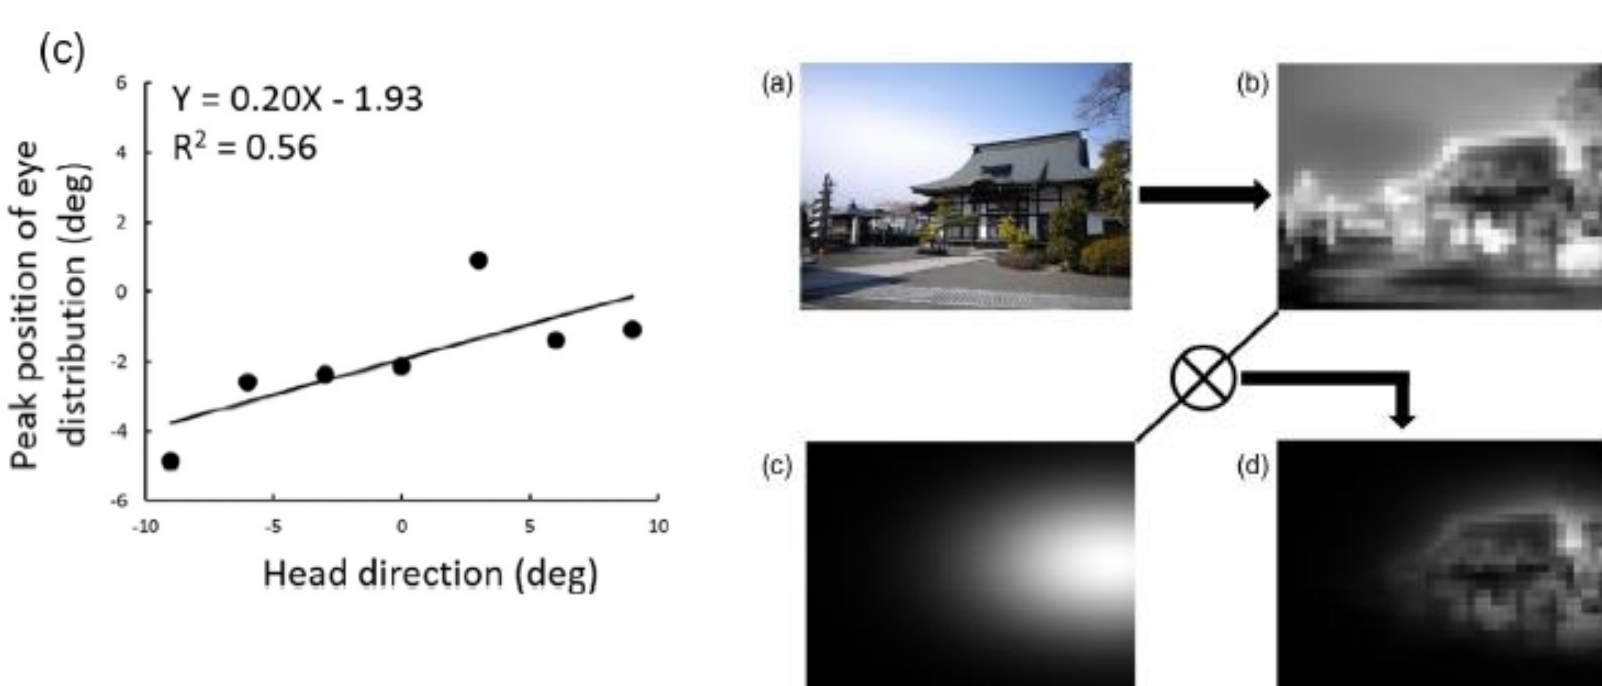 (c)
Y = 0.20X - 1.93
R² = 0.56
6
4
2
0
-2
-4
-6
Peak position of eye
distribution (deg)
-10 -5 0 5 10
Head direction (deg)
(a)
(b)
(c)
(d)